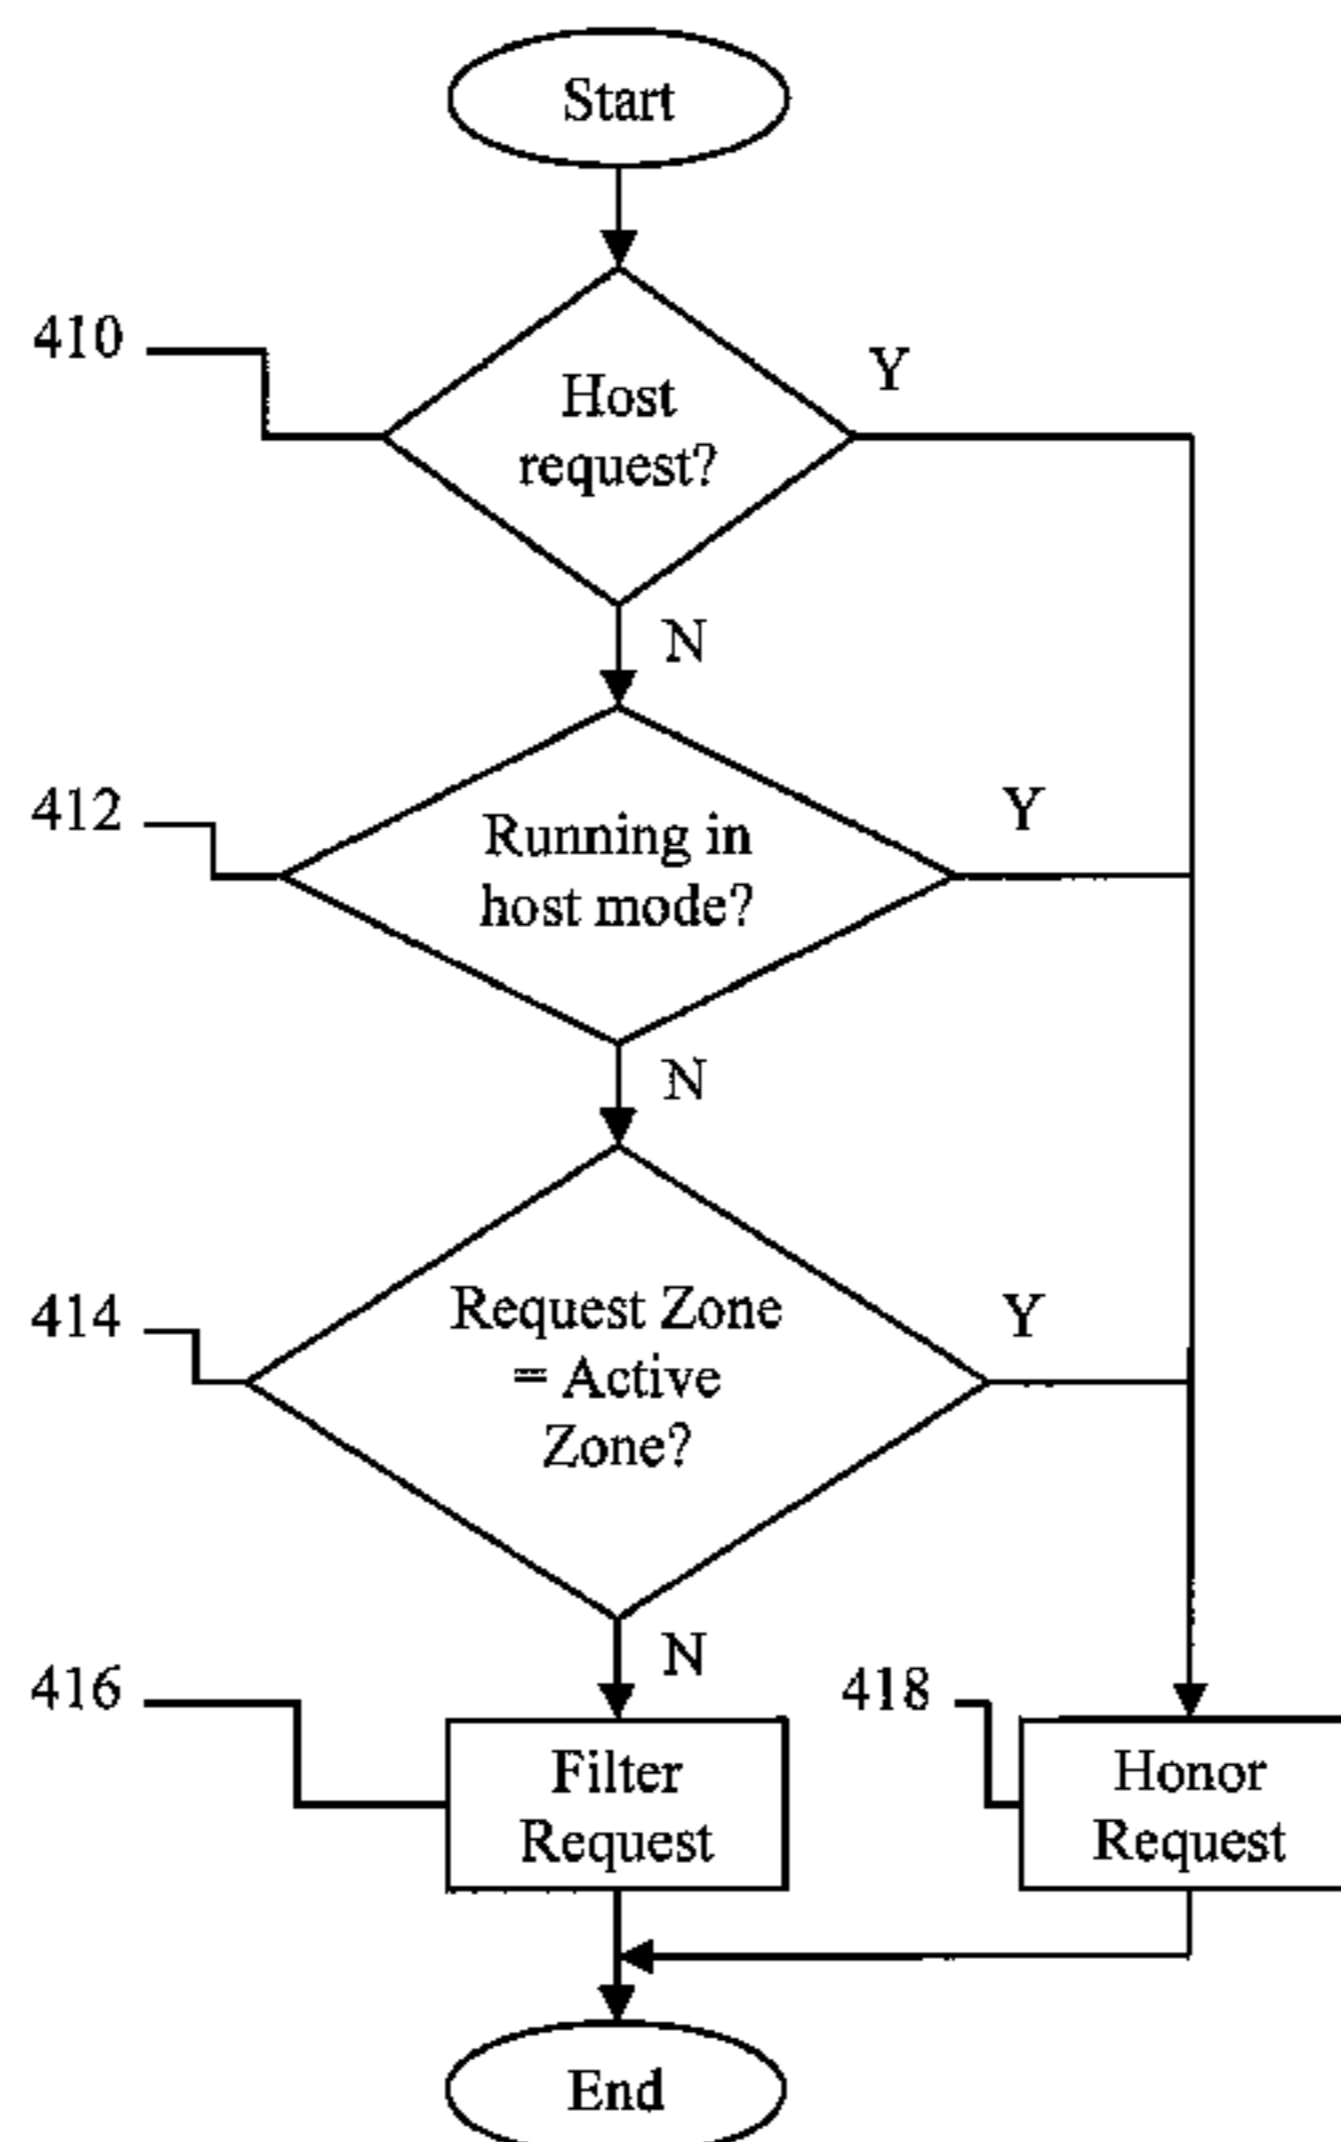 Start
410
Host
request?
Y
N
412
Running in
host mode?
Y
N
414
Request Zone
= Active
Zone?
Y
N
416
Filter
Request
418
Honor
Request
End